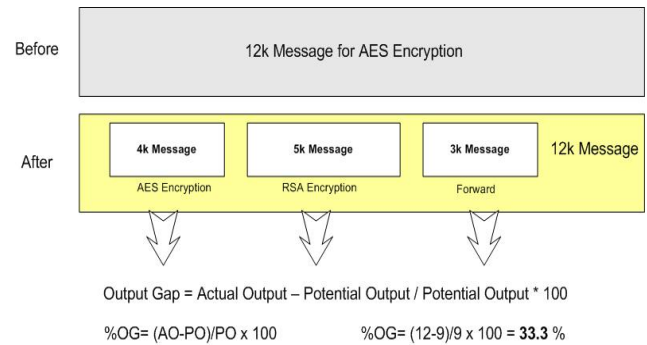 Before
12k Message for AES Encryption
After
4k Message
5k Message
3k Message
12k Message
AES Encryption
RSA Encryption
Forward
Output Gap = Actual Output – Potential Output / Potential Output * 100
%OG= (AO-PO)/PO x 100
%OG= (12-9)/9 x 100 = 33.3 %